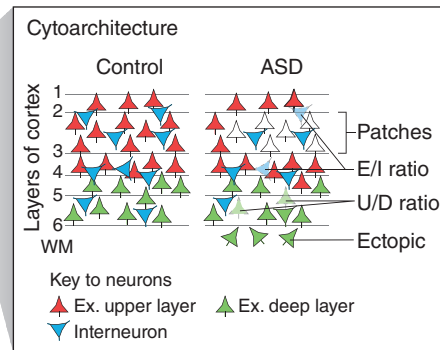 Cytoarchitecture
Control
ASD
Layers of cortex
1
2
3
4
5
6
WM
Patches
E/I ratio
U/D ratio
Ectopic
Key to neurons
Ex. upper layer
Ex. deep layer
Interneuron